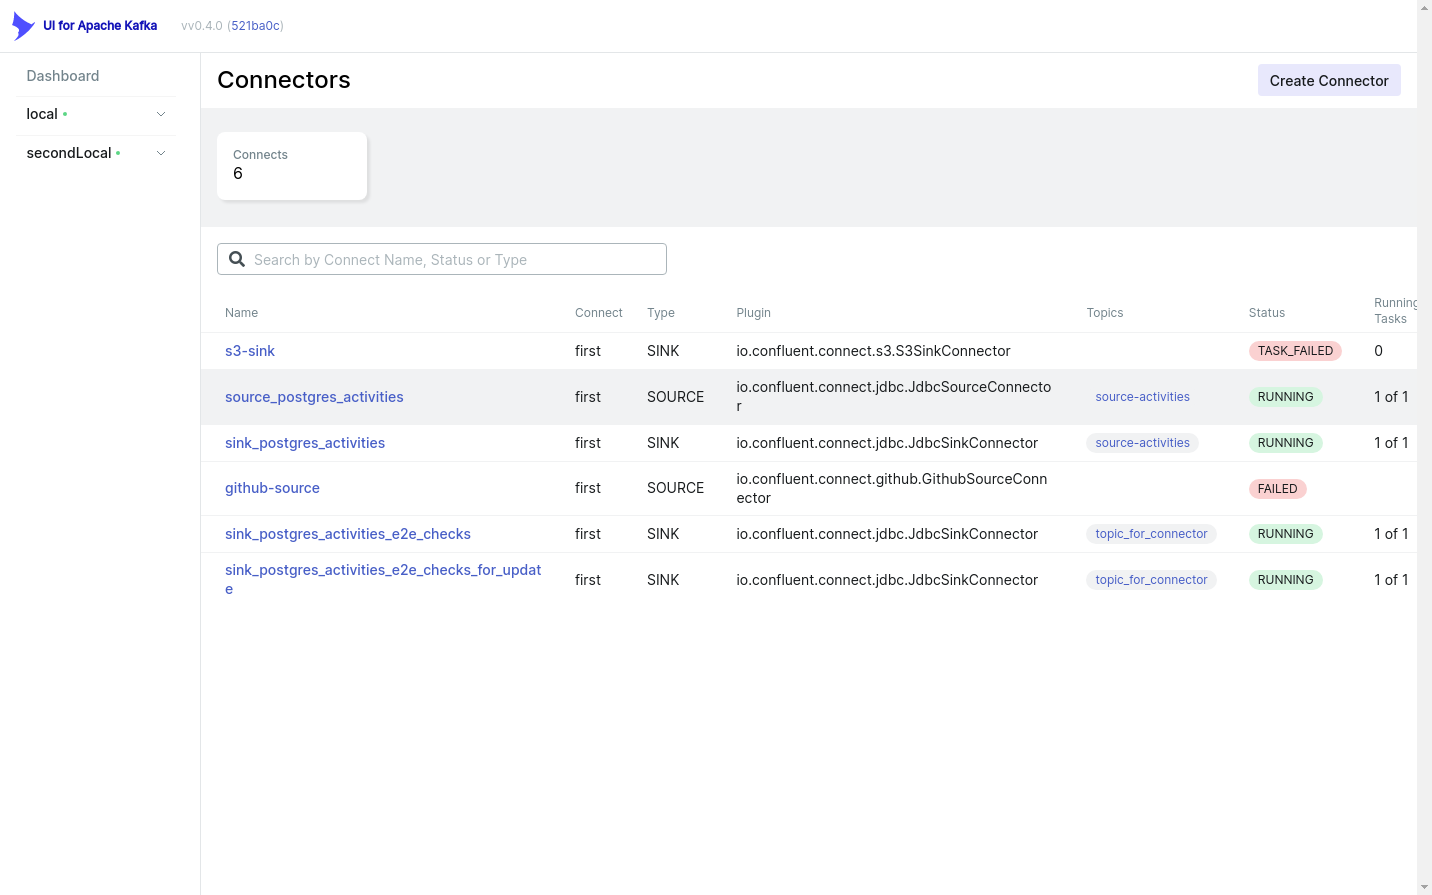 UI for Apache Kafka vv0.4.0 (521ba0c)
Dashboard
local
secondLocal
Connectors
Create Connector
Connects
6
Search by Connect Name, Status or Type
Name Connect Type Plugin Topics Status Running
Tasks
s3-sink first SINK io.confluent.connect.s3.S3SinkConnector TASK_FAILED 0
source_postgres_activities first SOURCE io.confluent.connect.jdbc.JdbcSourceConnecto
r source-activities RUNNING 1 of 1
sink_postgres_activities first SINK io.confluent.connect.jdbc.JdbcSinkConnector source-activities RUNNING 1 of 1
github-source first SOURCE io.confluent.connect.github.GithubSourceConn
ector FAILED
sink_postgres_activities_e2e_checks first SINK io.confluent.connect.jdbc.JdbcSinkConnector topic_for_connector RUNNING 1 of 1
sink_postgres_activities_e2e_checks_for_updat
e first SINK io.confluent.connect.jdbc.JdbcSinkConnector topic_for_connector RUNNING 1 of 1